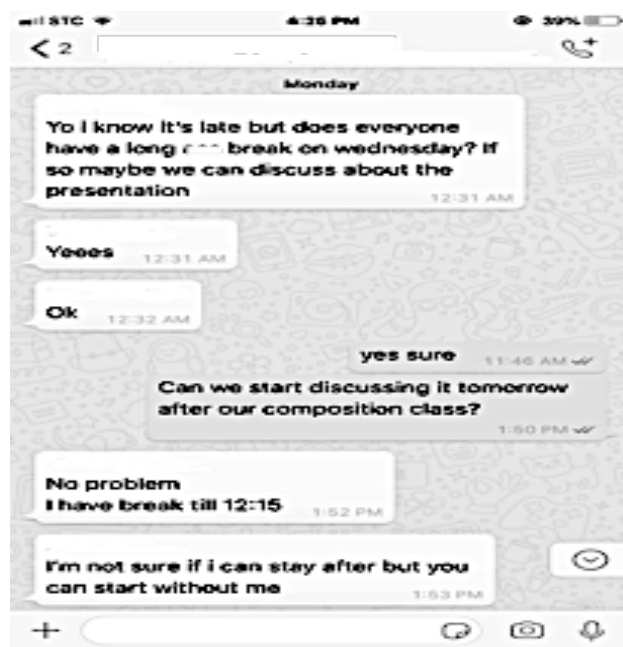 STC 4:36 PM 39%
2
Monday
Yo I know it's late but does everyone
have a long break on wednesday? If
so maybe we can discuss about the
presentation
12:31 AM
Yeees 12:31 AM
Ok 12:32 AM
yes sure 11:46 AM
Can we start discussing it tomorrow
after our composition class?
1:50 PM
No problem
I have break till 12:15 1:52 PM
I'm not sure if i can stay after but you
can start without me
1:53 PM